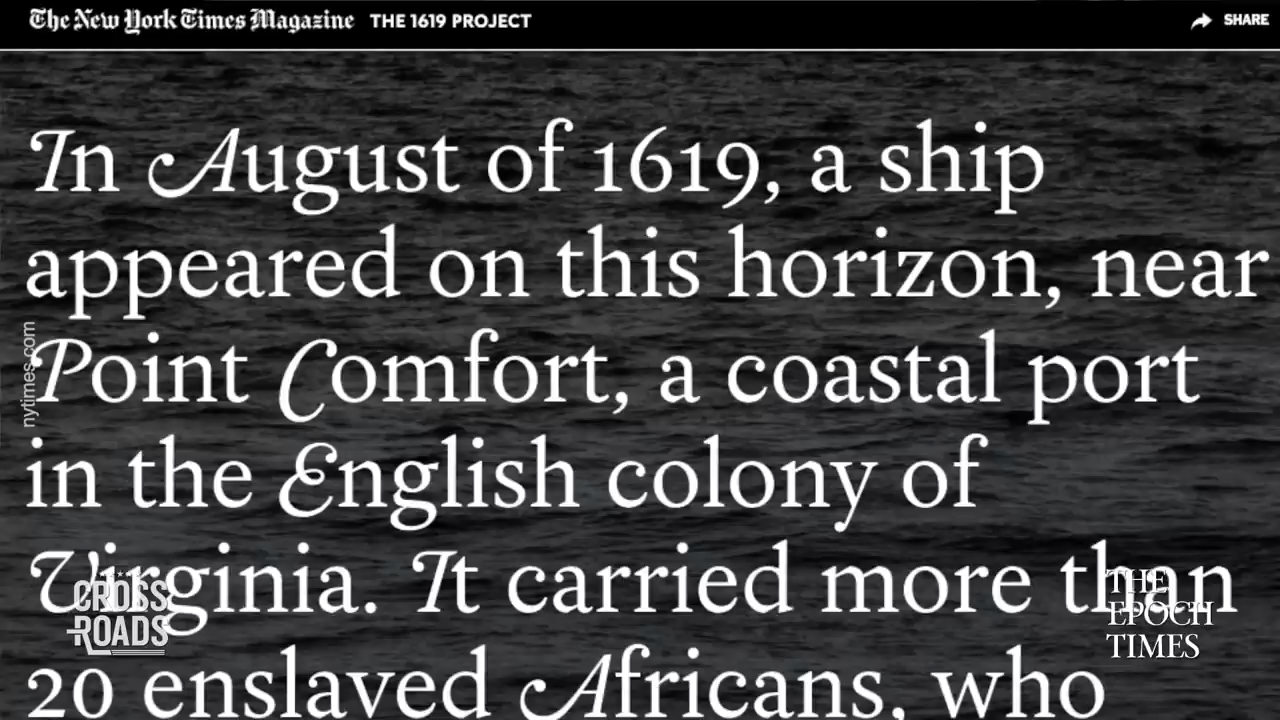 The New York Times Magazine THE 1619 PROJECT
SHARE
In August of 1619, a ship
appeared on this horizon, near
Point Comfort, a coastal port
in the English colony of
Virginia. It carried more than
20 enslaved Africans, who
nytimes.com
CROSS
ROADS
THE
EPOCH
TIMES